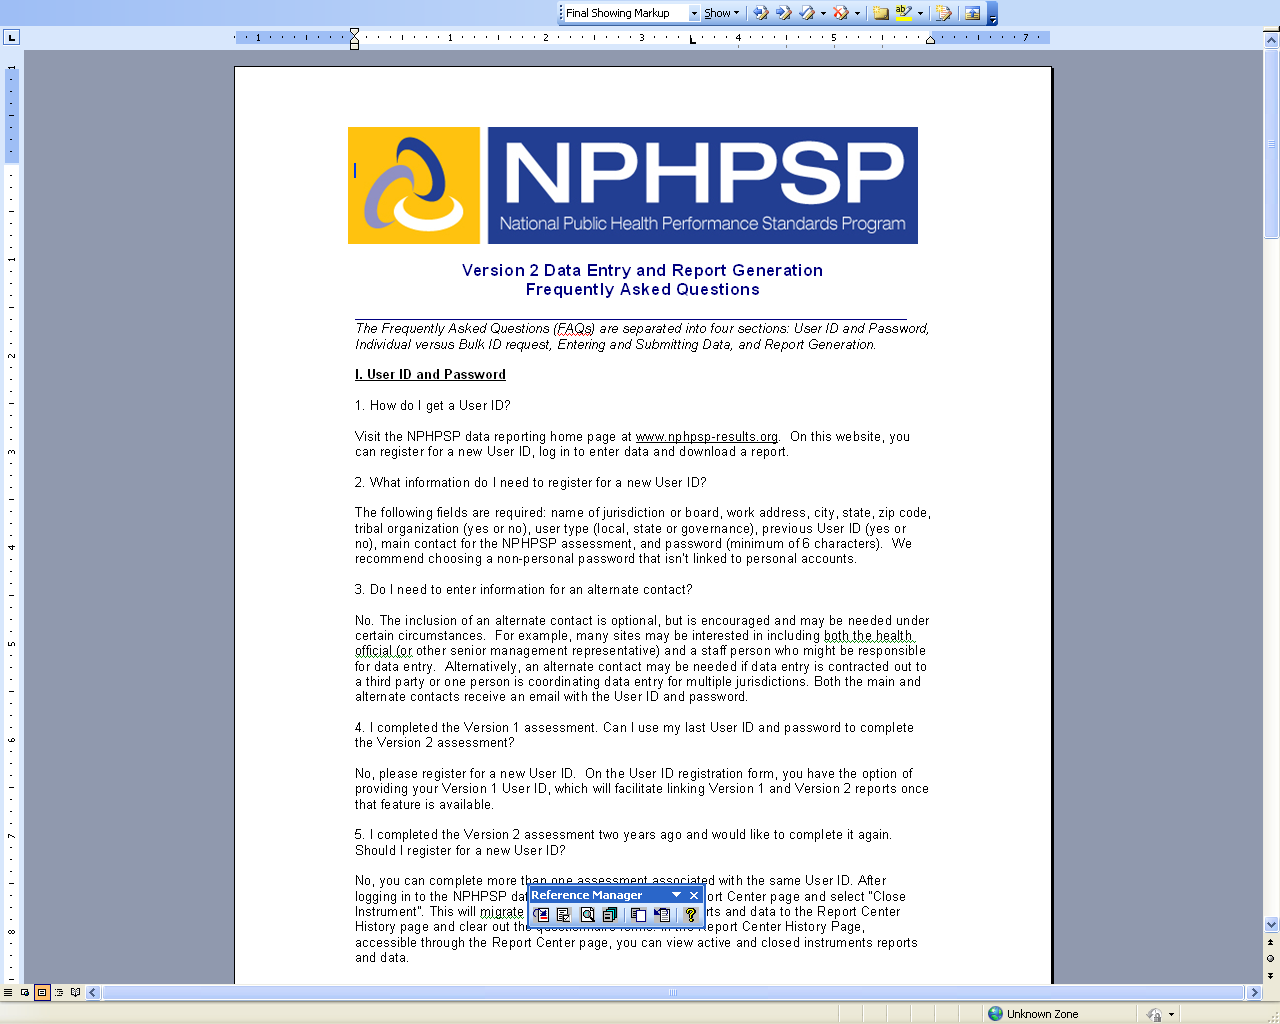 Final Showing Markup Show
1 1 2 3 4 5 7
NPHPSP
National Public Health Performance Standards Program
Version 2 Data Entry and Report Generation
Frequently Asked Questions
The Frequently Asked Questions (FAQs) are separated into four sections: User ID and Password,
Individual versus Bulk ID request, Entering and Submitting Data, and Report Generation.
I. User ID and Password
1. How do I get a User ID?
Visit the NPHPSP data reporting home page at www.nphpsp-results.org. On this website, you
can register for a new User ID, log in to enter data and download a report.
2. What information do I need to register for a new User ID?
The following fields are required: name of jurisdiction or board, work address, city, state, zip code,
tribal organization (yes or no), user type (local, state or governance), previous User ID (yes or
no), main contact for the NPHPSP assessment, and password (minimum of 6 characters). We
recommend choosing a non-personal password that isn't linked to personal accounts.
3. Do I need to enter information for an alternate contact?
No. The inclusion of an alternate contact is optional, but is encouraged and may be needed under
certain circumstances. For example, many sites may be interested in including both the health
official (or other senior management representative) and a staff person who might be responsible
for data entry. Alternatively, an alternate contact may be needed if data entry is contracted out to
a third party or one person is coordinating data entry for multiple jurisdictions. Both the main and
alternate contacts receive an email with the User ID and password.
4. I completed the Version 1 assessment. Can I use my last User ID and password to complete
the Version 2 assessment?
No, please register for a new User ID. On the User ID registration form, you have the option of
providing your Version 1 User ID, which will facilitate linking Version 1 and Version 2 reports once
that feature is available.
5. I completed the Version 2 assessment two years ago and would like to complete it again.
Should I register for a new User ID?
No, you can complete more than one assessment associated with the same User ID. After
logging in to the NPHPSP Report Center page and select "Close
Instrument". This will migrate and data to the Report Center
History page and clear out the Report Center History Page,
accessible through the Report Center page, you can view active and closed instruments reports
and data.
Reference Manager
Unknown Zone